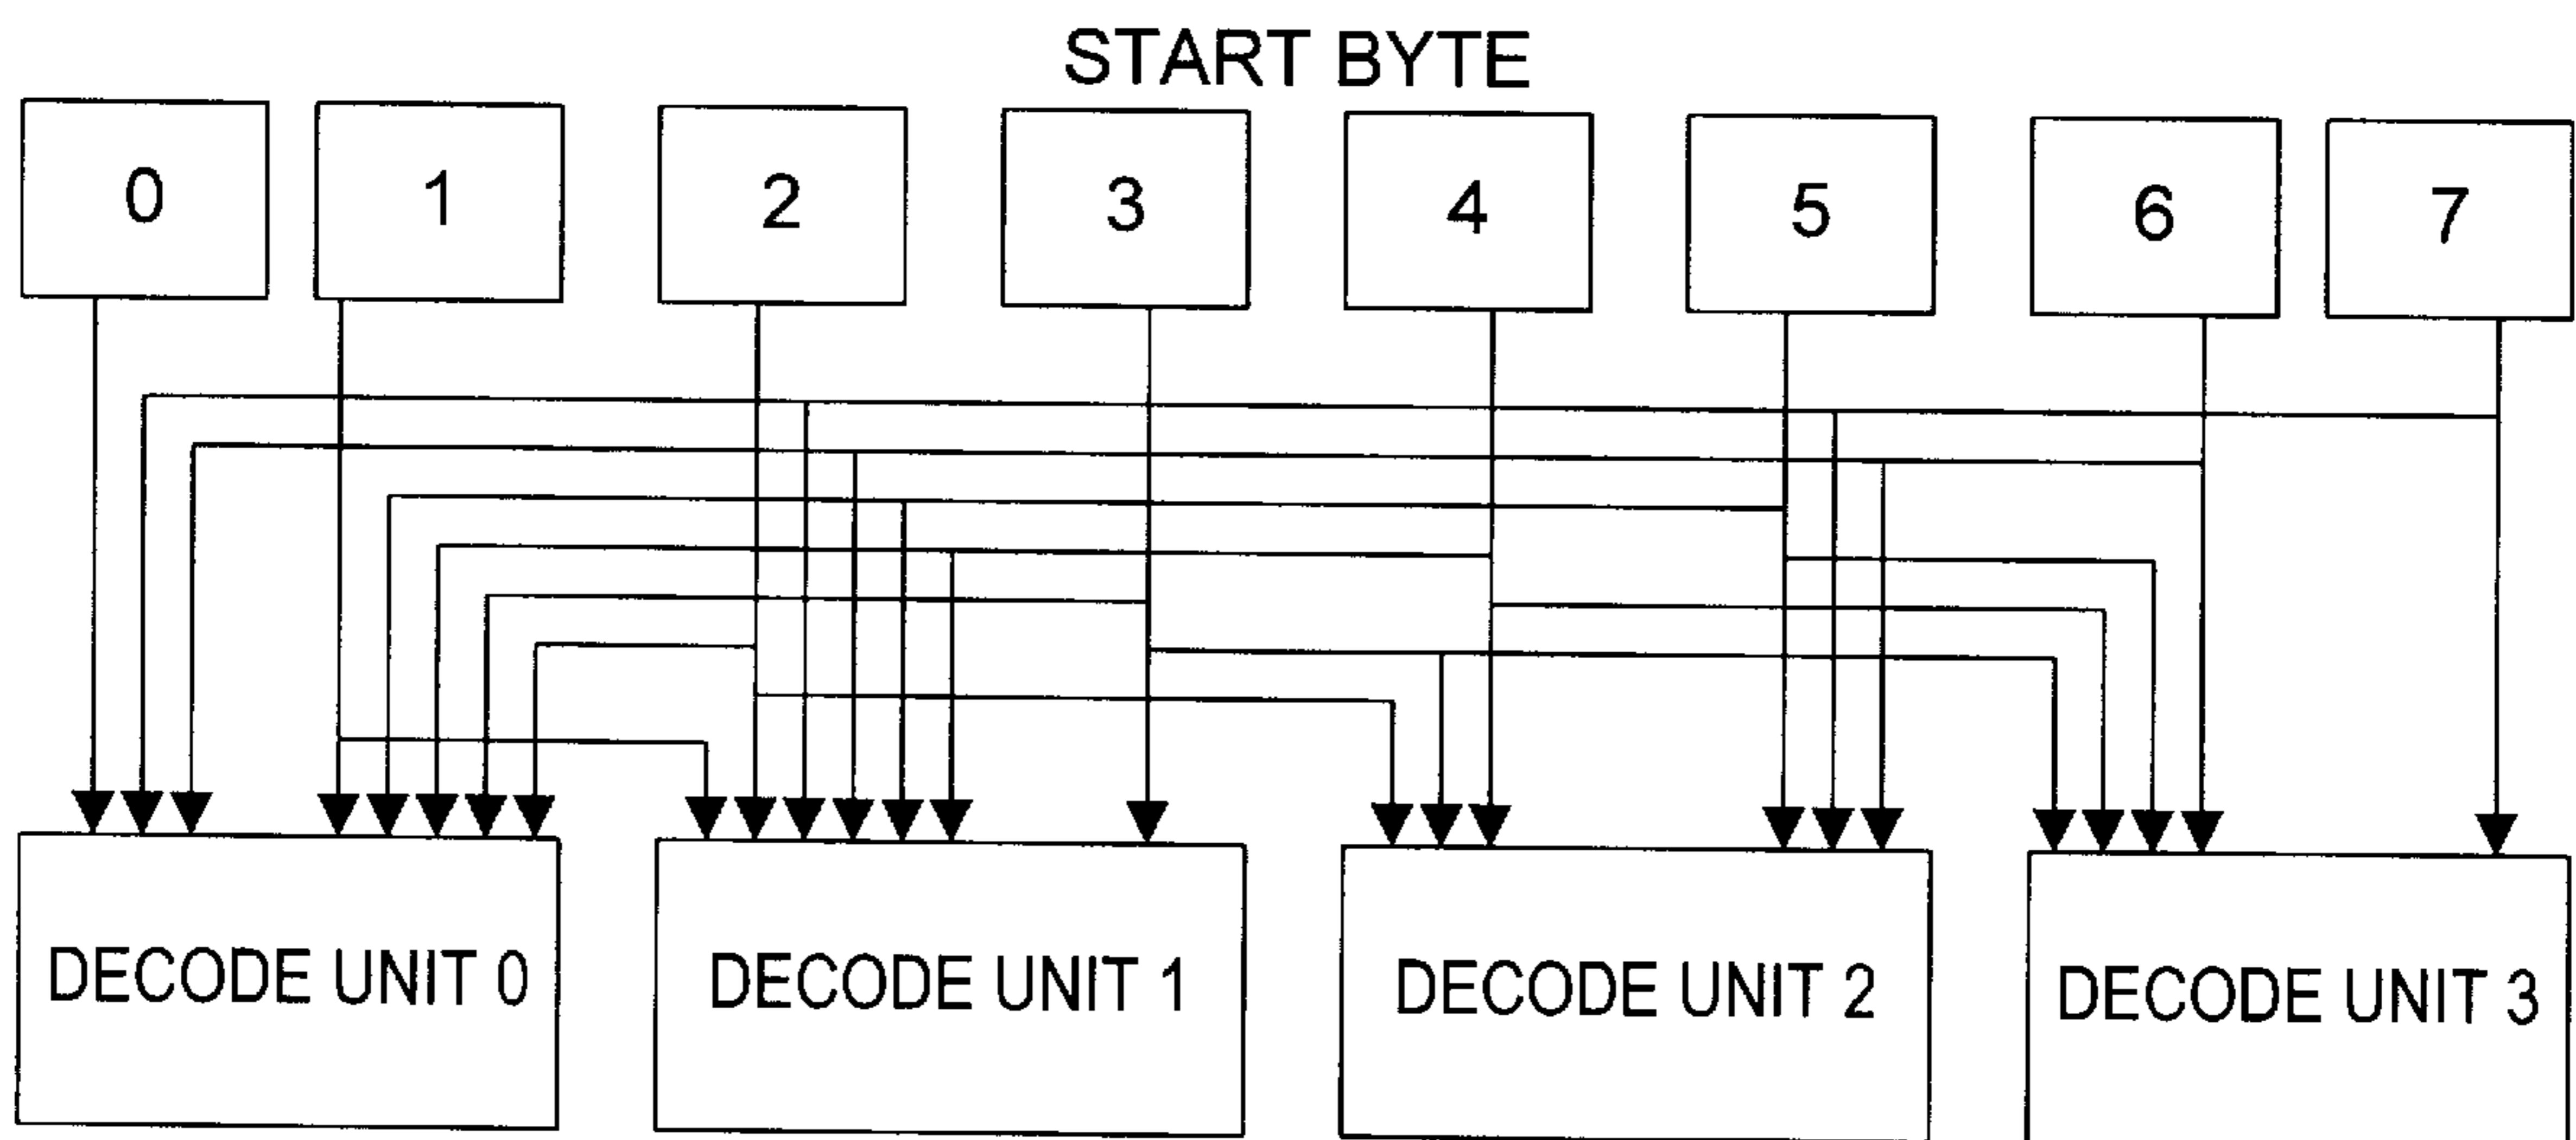 START BYTE
0 1 2 3 4 5 6 7
DECODE UNIT 0 DECODE UNIT 1 DECODE UNIT 2 DECODE UNIT 3